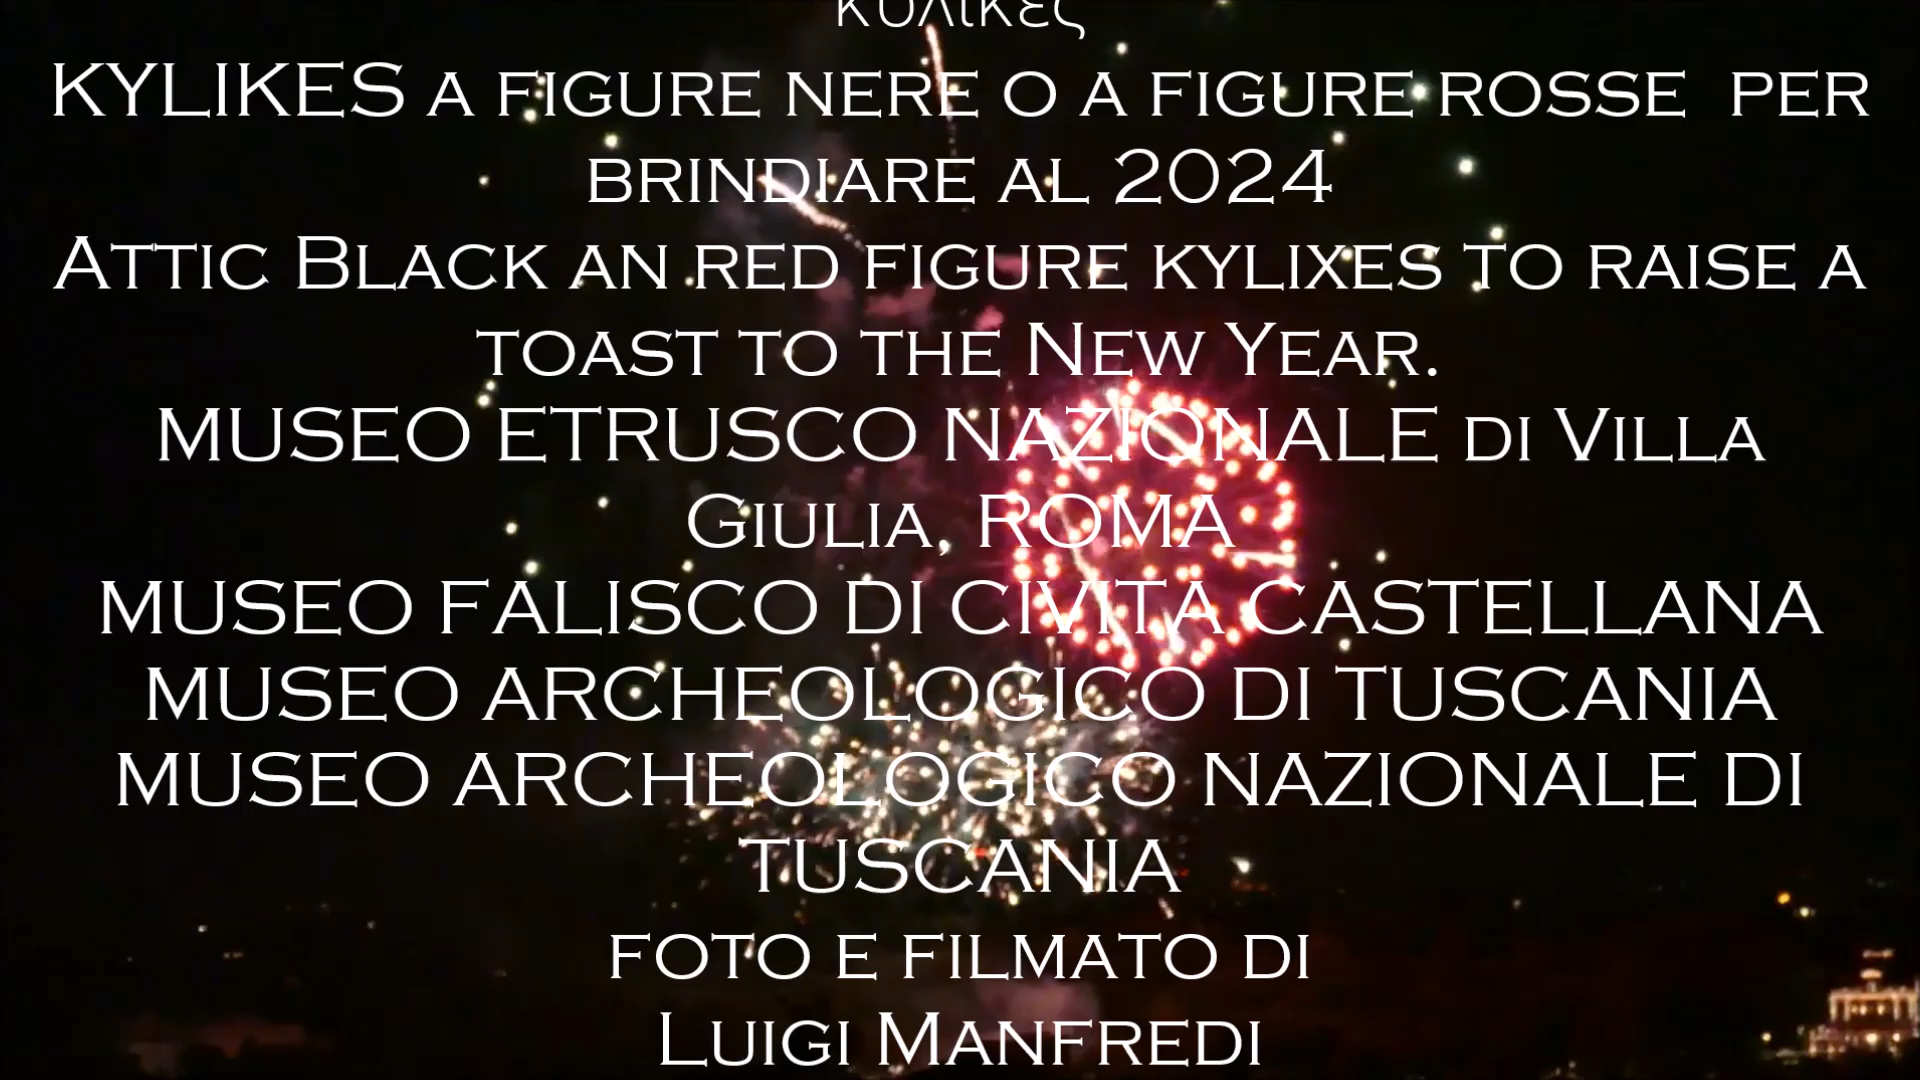 κύλικες
KYLIKES A FIGURE NERE O A FIGURE ROSSE PER
BRINDIARE AL 2024
ATTIC BLACK AN RED FIGURE KYLIXES TO RAISE A
TOAST TO THE NEW YEAR.
MUSEO ETRUSCO NAZIONALE DI VILLA
GIULIA, ROMA
MUSEO FALISCO DI CIVITA CASTELLANA
MUSEO ARCHEOLOGICO DI TUSCANIA
MUSEO ARCHEOLOGICO NAZIONALE DI
TUSCANIA
FOTO E FILMATO DI
LUIGI MANFREDI